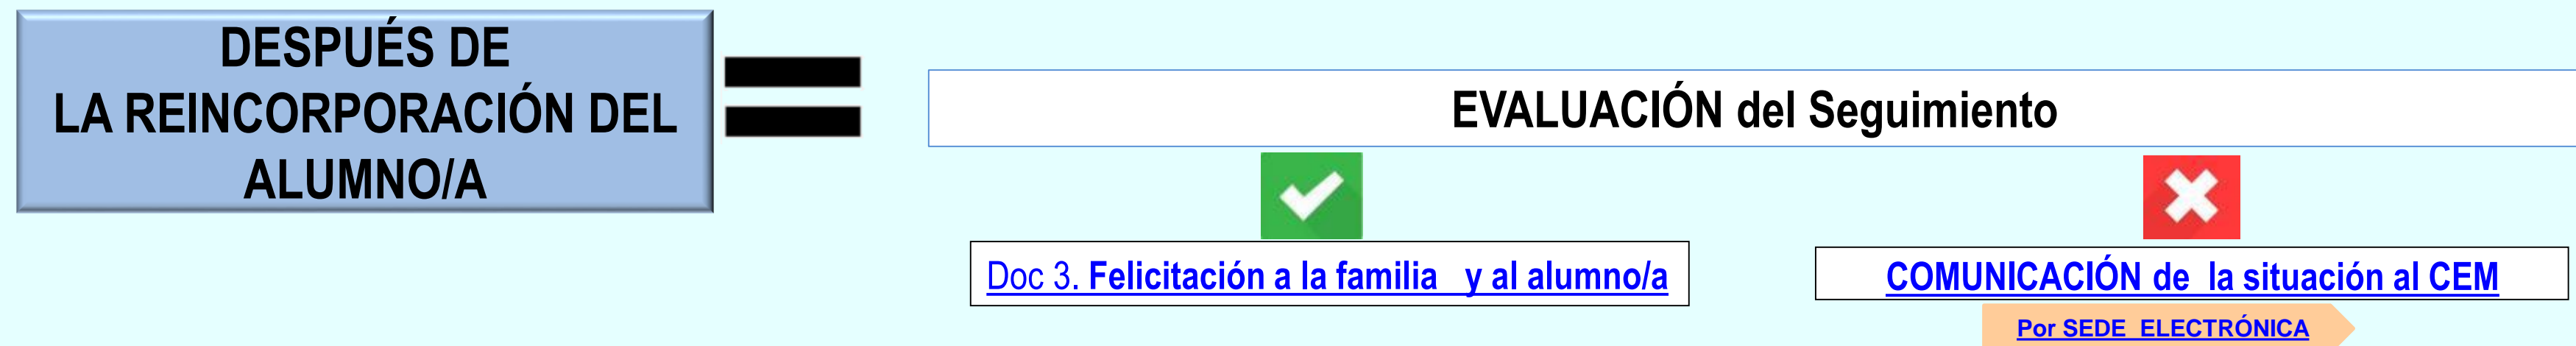 DESPUÉS DE
LA REINCORPORACIÓN DEL
ALUMNO/A
EVALUACIÓN del Seguimiento
Doc 3. Felicitación a la familia y al alumno/a
COMUNICACIÓN de la situación al CEM
Por SEDE ELECTRÓNICA